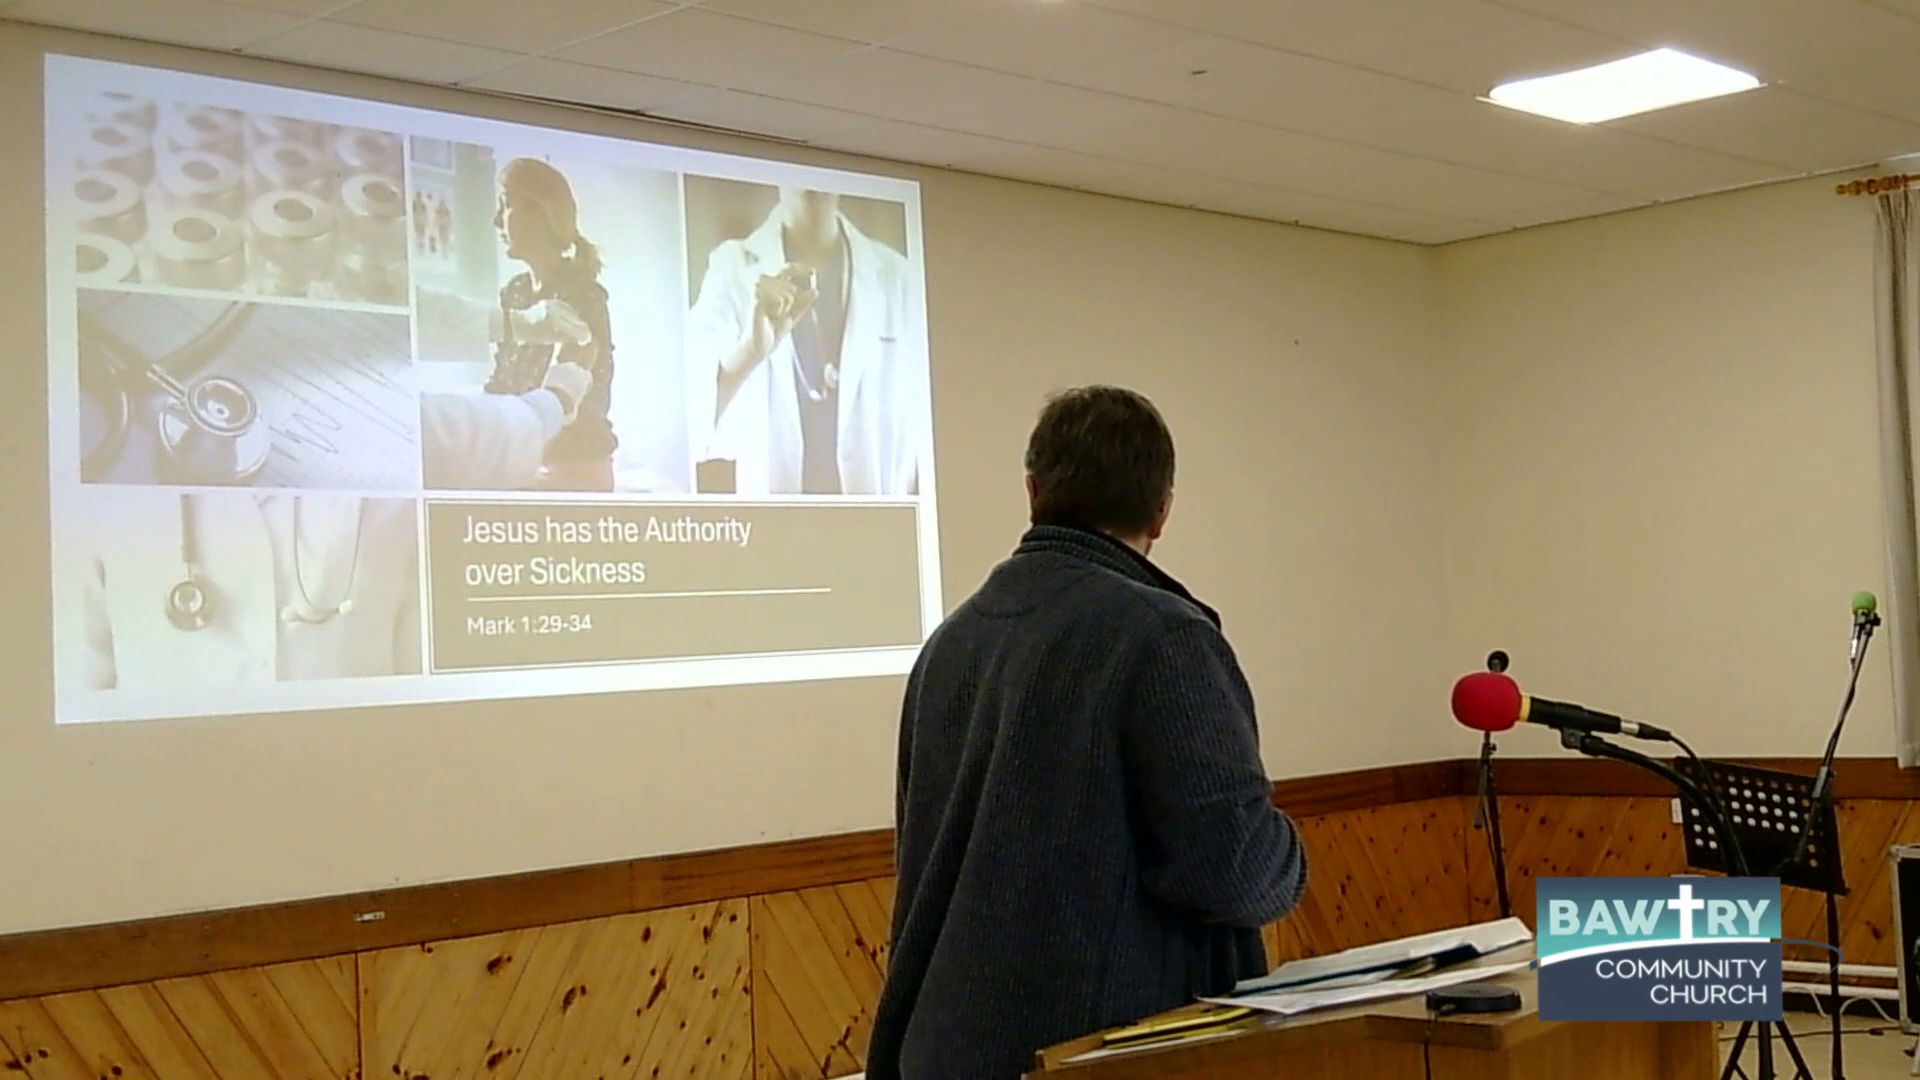 Jesus has the Authority
over Sickness
Mark 1:29-34
BAWTRY
COMMUNITY
CHURCH